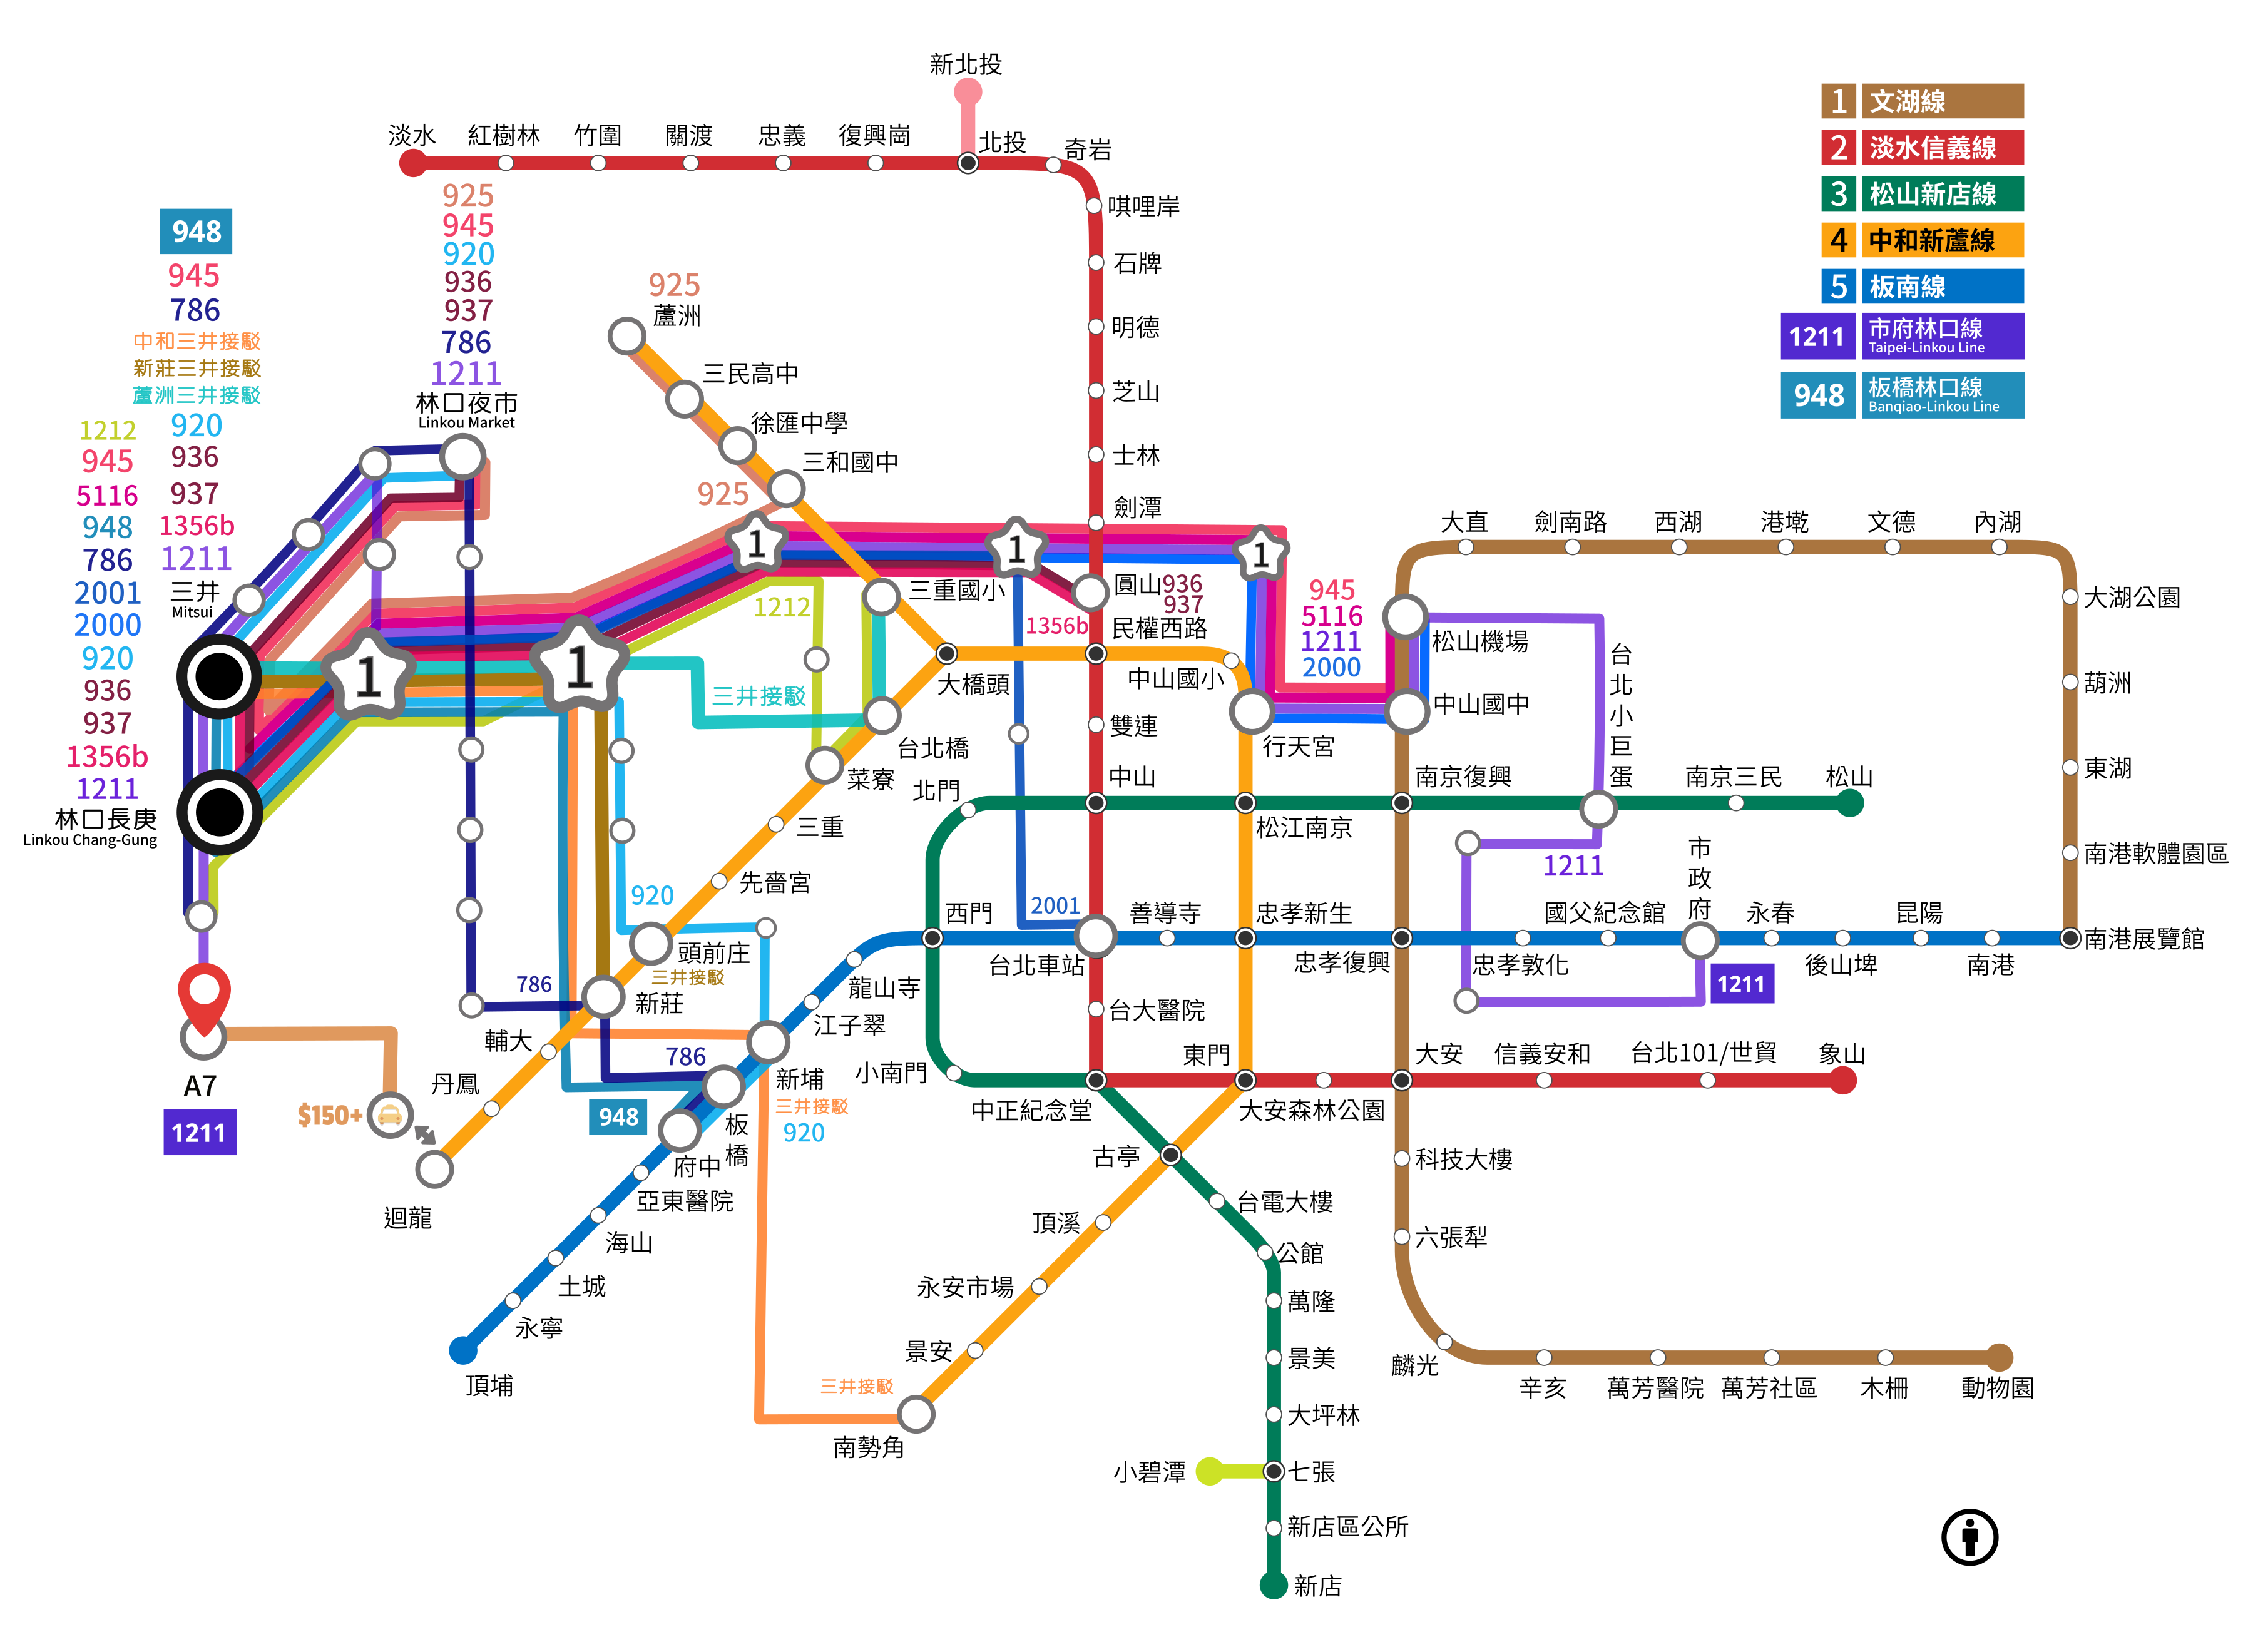 新北投
淡水
紅樹林
竹圍
關渡
忠義
復興崗
北投
奇岩
唭哩岸
石牌
明德
芝山
士林
劍潭
圓山
民權西路
雙連
中山
台北車站
台大醫院
中正紀念堂
1 文湖線
2 淡水信義線
3 松山新店線
4 中和新蘆線
5 板南線
1211 市府林口線
Taipei-Linkou Line
948 板橋林口線
Banqiao-Linkou Line
925
945
920
936
937
786
1211
林口夜市
Linkou Market
948
945
786
中和三井接駁
新莊三井接駁
蘆洲三井接駁
920
936
937
1356b
1211
三井
Mitsui
1212
945
5116
948
786
2001
2000
920
936
937
1356b
1211
林口長庚
Linkou Chang-Gung
925
蘆洲
三民高中
徐匯中學
三和國中
925
1
1
1
1
1
三重國小
1212
三井接駁
大橋頭
台北橋
菜寮
三重
先嗇宮
920
頭前庄
三井接駁
新莊
786
輔大
丹鳳
迴龍
A7
1211
$150+
936
937
1356b
2001
945
5116
1211
2000
中山國小
行天宮
松江南京
忠孝新生
東門
松山機場
中山國中
南京復興
忠孝復興
大安
台北小巨蛋
南京三民
松山
1211
市政府
1211
大直
劍南路
西湖
港墘
文德
內湖
大湖公園
葫洲
東湖
南港軟體園區
南港展覽館
北門
西門
善導寺
國父紀念館
忠孝敦化
永春
後山埤
昆陽
南港
龍山寺
江子翠
新埔
三井接駁
920
786
948
板橋
府中
亞東醫院
海山
土城
永寧
頂埔
小南門
大安森林公園
信義安和
台北101/世貿
象山
古亭
台電大樓
公館
萬隆
景美
大坪林
七張
小碧潭
新店區公所
新店
頂溪
永安市場
景安
三井接駁
南勢角
科技大樓
六張犁
麟光
辛亥
萬芳醫院
萬芳社區
木柵
動物園